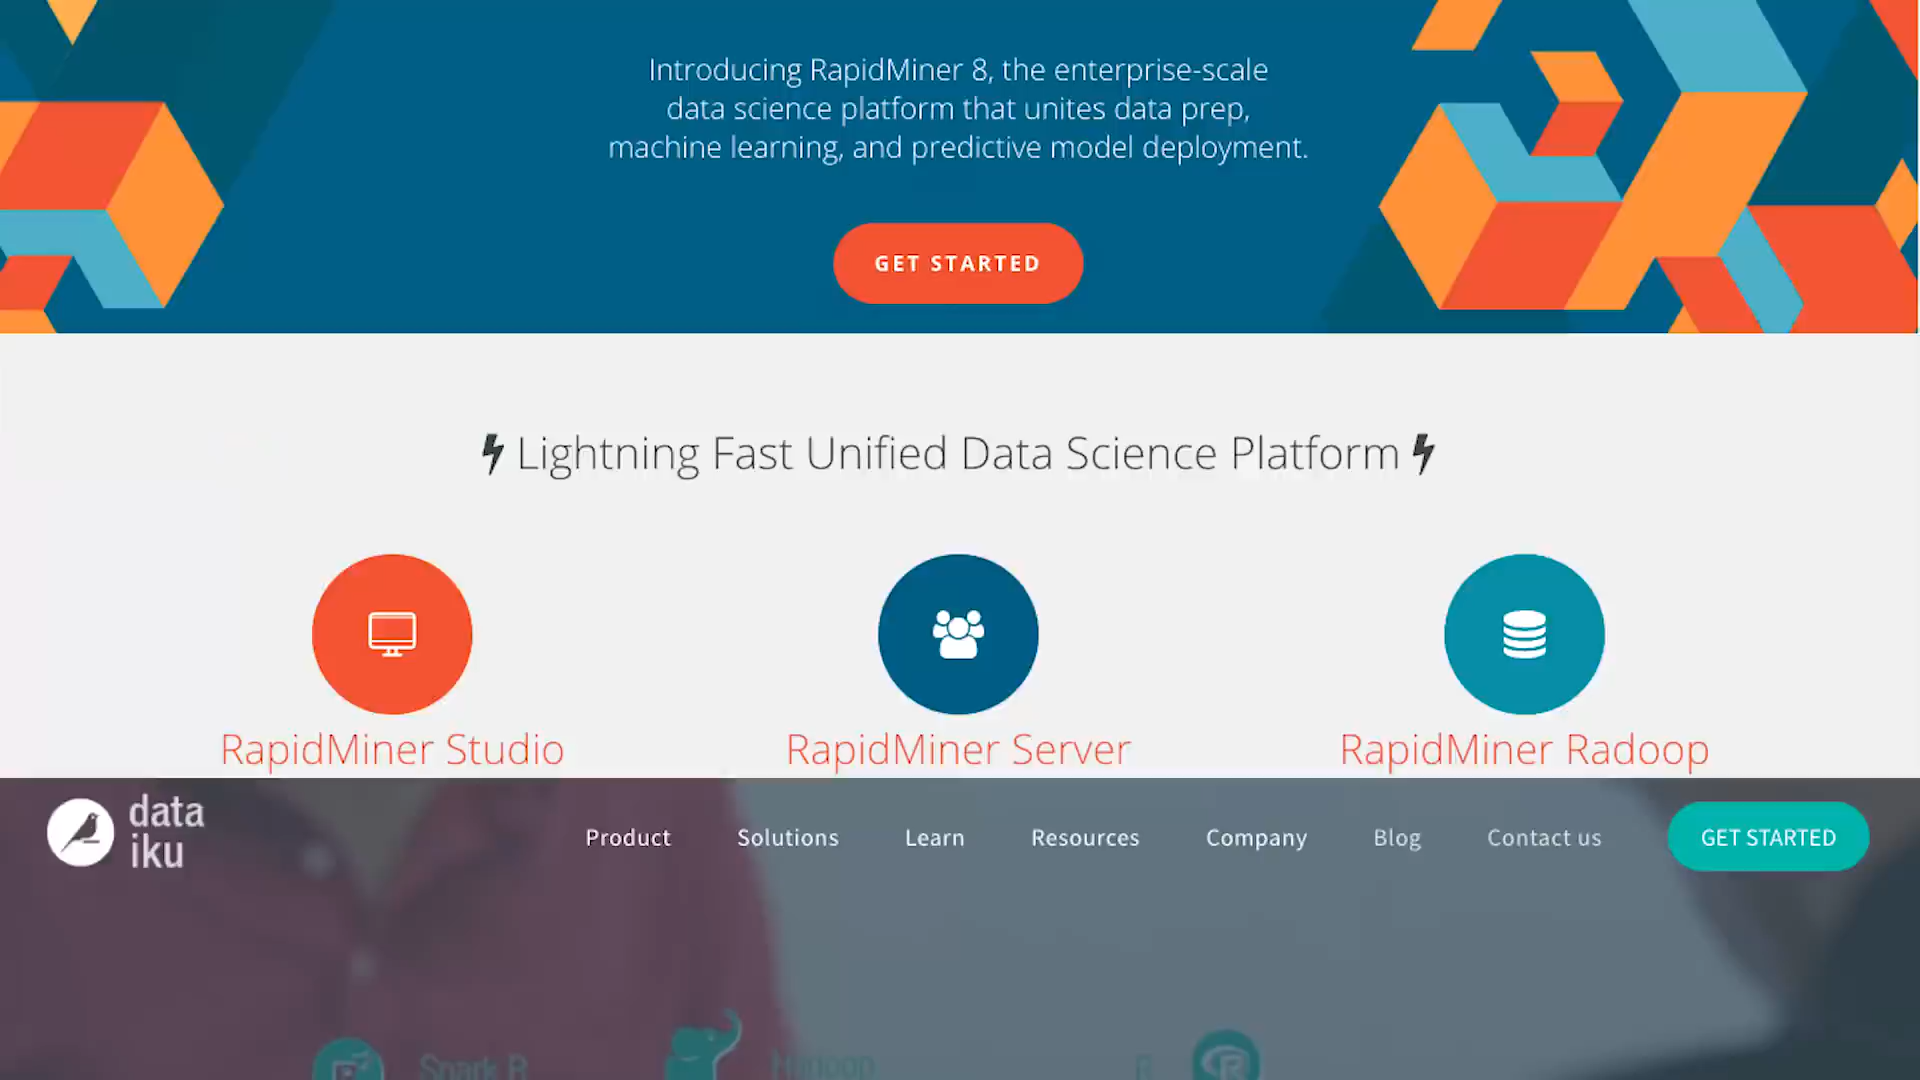 Introducing RapidMiner 8, the enterprise-scale
data science platform that unites data prep,
machine learning, and predictive model deployment.
GET STARTED
Lightning Fast Unified Data Science Platform
RapidMiner Studio
RapidMiner Server
RapidMiner Radoop
data
iku
Product
Solutions
Learn
Resources
Company
Blog
Contact us
GET STARTED
Spark R
Hadoop